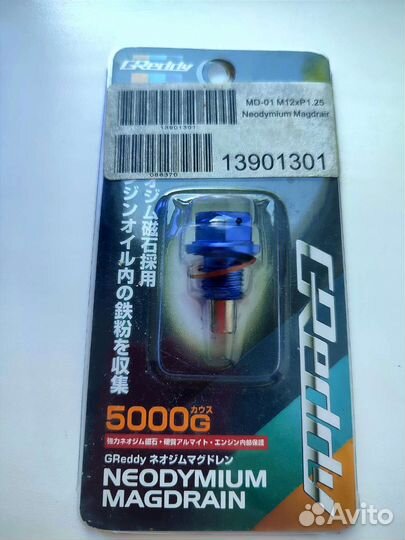 GReddy
MD-01 M12xP1.25
Neodymium Magdrain
13901301
13901301
088370
オジム磁石採用
ジンオイル内の鉄粉を収集
GReddy
カウス
5000G
強力ネオジム磁石・硬質アルマイト・エンジン内部保護
GReddy ネオジムマグドレン
NEODYMIUM
MAGDRAIN
Avito